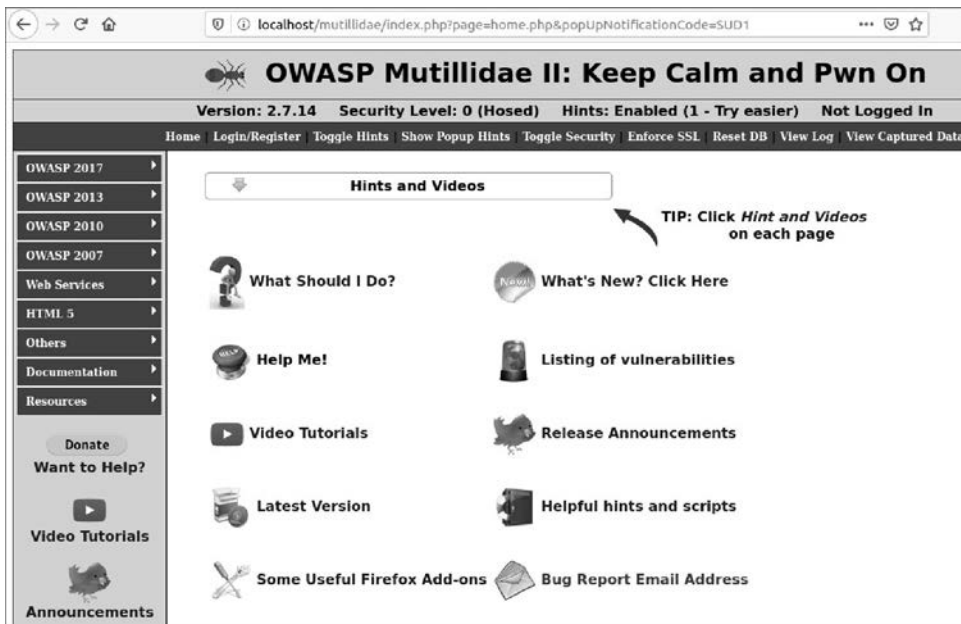 localhost/mutillidae/index.php?page=home.php&popUpNotificationCode=SUD1
OWASP Mutillidae II: Keep Calm and Pwn On
Version: 2.7.14 Security Level: 0 (Hosed) Hints: Enabled (1 - Try easier) Not Logged In
Home | Login/Register | Toggle Hints | Show Popup Hints | Toggle Security | Enforce SSL | Reset DB | View Log | View Captured Data
OWASP 2017
OWASP 2013
OWASP 2010
OWASP 2007
Web Services
HTML 5
Others
Documentation
Resources
Donate
Want to Help?
Video Tutorials
Announcements
Hints and Videos
TIP: Click Hint and Videos
on each page
What Should I Do?
New! What's New? Click Here
HELP Help Me!
Listing of vulnerabilities
Video Tutorials
Release Announcements
Latest Version
Helpful hints and scripts
Some Useful Firefox Add-ons
Bug Report Email Address